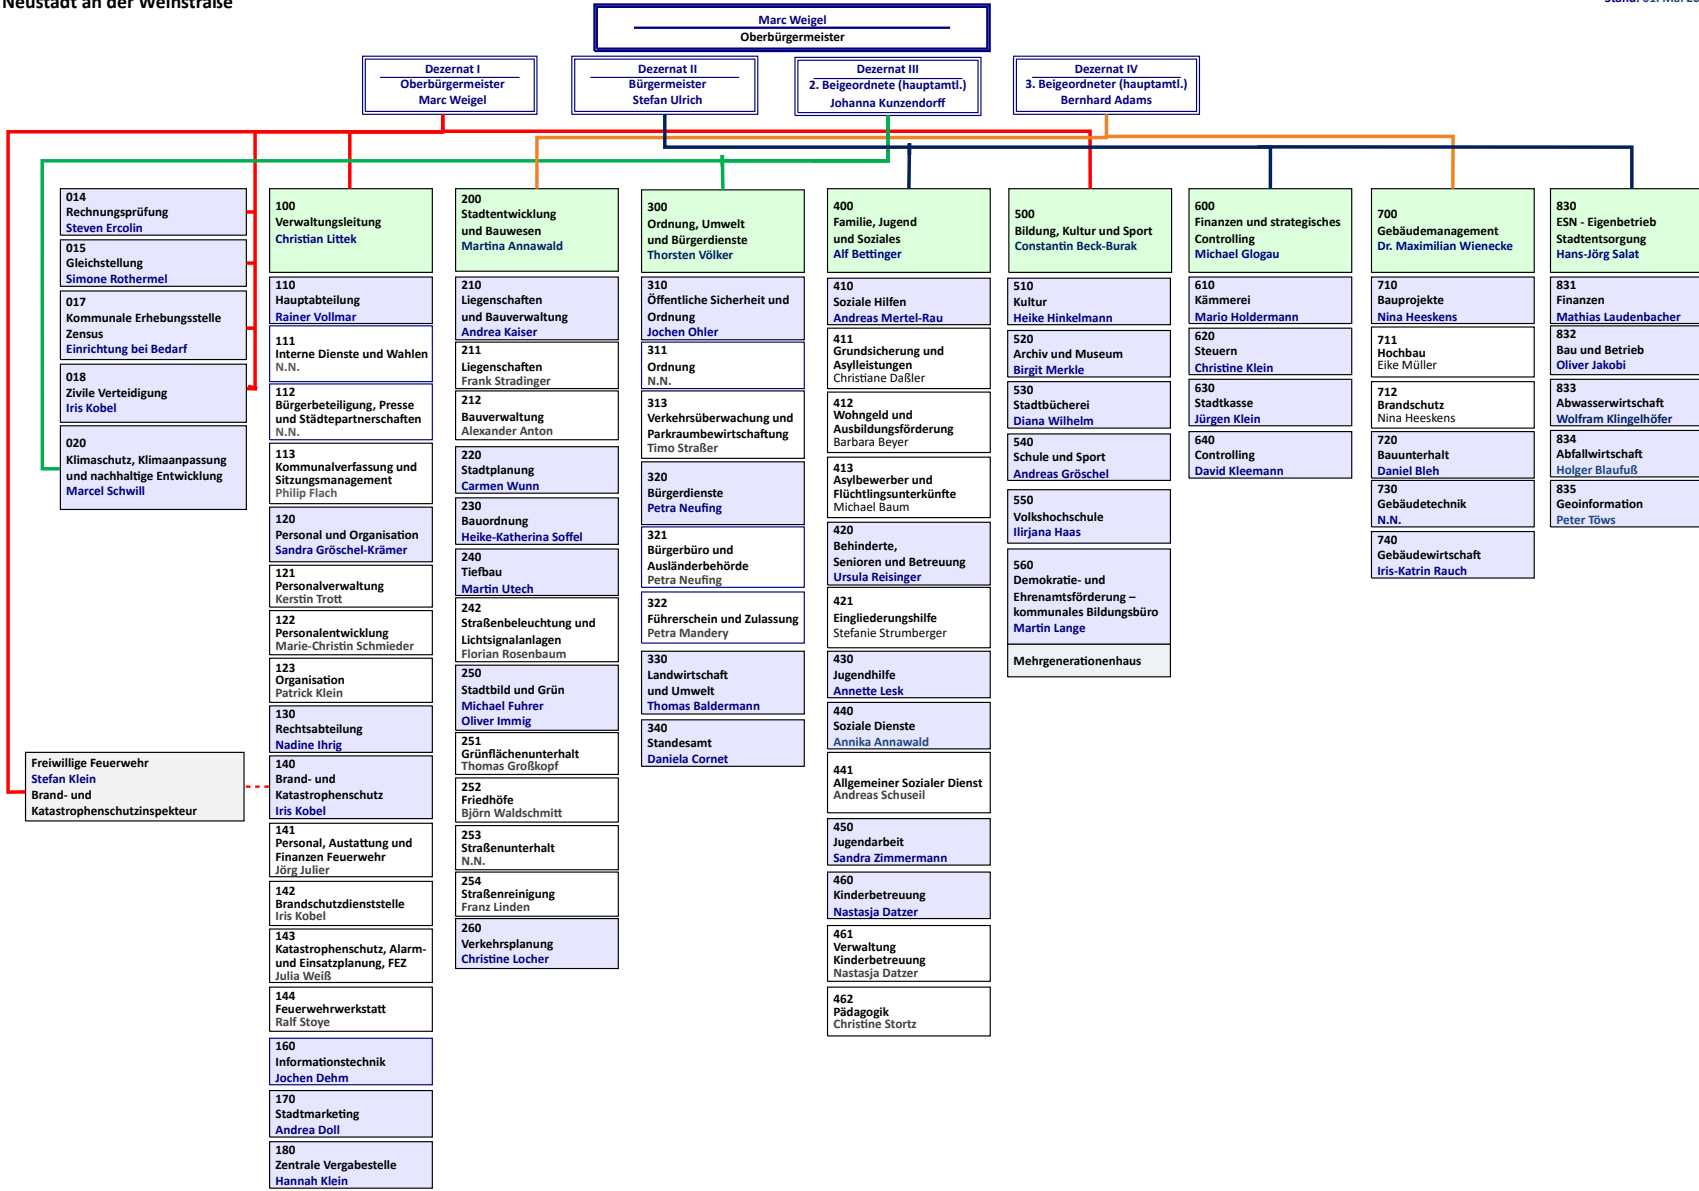 Neustadt an der Weinstraße
Marc Weigel
Oberbürgermeister
Dezernat I
Oberbürgermeister
Marc Weigel
Dezernat II
Bürgermeister
Stefan Ulrich
Dezernat III
2. Beigeordnete (hauptamtl.)
Johanna Kunzendorff
Dezernat IV
3. Beigeordneter (hauptamtl.)
Bernhard Adams
014
Rechnungsprüfung
Steven Ercolin
015
Gleichstellung
Simone Rothermel
017
Kommunale Erhebungsstelle
Zensus
Einrichtung bei Bedarf
018
Zivile Verteidigung
Iris Kobel
020
Klimaschutz, Klimaanpassung
und nachhaltige Entwicklung
Marcel Schwill
Freiwillige Feuerwehr
Stefan Klein
Brand- und
Katastrophenschutzinspekteur
100
Verwaltungsleitung
Christian Littek
110
Hauptabteilung
Rainer Vollmar
111
Interne Dienste und Wahlen
N.N.
112
Bürgerbeteiligung, Presse
und Städtepartnerschaften
N.N.
113
Kommunalverfassung und
Sitzungsmanagement
Philip Flach
120
Personal und Organisation
Sandra Gröschel-Krämer
121
Personalverwaltung
Kerstin Trott
122
Personalentwicklung
Marie-Christin Schmieder
123
Organisation
Patrick Klein
130
Rechtsabteilung
Nadine Ihrig
140
Brand- und
Katastrophenschutz
Iris Kobel
141
Personal, Austattung und
Finanzen Feuerwehr
Jörg Julier
142
Brandschutzdienststelle
Iris Kobel
143
Katastrophenschutz, Alarm-
und Einsatzplanung, FEZ
Julia Weiß
144
Feuerwehrwerkstatt
Ralf Stoye
160
Informationstechnik
Jochen Dehm
170
Stadtmarketing
Andrea Doll
180
Zentrale Vergabestelle
Hannah Klein
200
Stadtentwicklung
und Bauwesen
Martina Annawald
210
Liegenschaften
und Bauverwaltung
Andrea Kaiser
211
Liegenschaften
Frank Stradinger
212
Bauverwaltung
Alexander Anton
220
Stadtplanung
Carmen Wunn
230
Bauordnung
Heike-Katherina Soffel
240
Tiefbau
Martin Utech
242
Straßenbeleuchtung und
Lichtsignalanlagen
Florian Rosenbaum
250
Stadtbild und Grün
Michael Fuhrer
Oliver Immig
251
Grünflächenunterhalt
Thomas Großkopf
252
Friedhöfe
Björn Waldschmitt
253
Straßenunterhalt
N.N.
254
Straßenreinigung
Franz Linden
260
Verkehrsplanung
Christine Locher
300
Ordnung, Umwelt
und Bürgerdienste
Thorsten Völker
310
Öffentliche Sicherheit und
Ordnung
Jochen Ohler
311
Ordnung
N.N.
313
Verkehrsüberwachung und
Parkraumbewirtschaftung
Timo Straßer
320
Bürgerdienste
Petra Neufing
321
Bürgerbüro und
Ausländerbehörde
Petra Neufing
322
Führerschein und Zulassung
Petra Mandery
330
Landwirtschaft
und Umwelt
Thomas Baldermann
340
Standesamt
Daniela Cornet
400
Familie, Jugend
und Soziales
Alf Bettinger
410
Soziale Hilfen
Andreas Mertel-Rau
411
Grundsicherung und
Asylleistungen
Christiane Daßler
412
Wohngeld und
Ausbildungsförderung
Barbara Beyer
413
Asylbewerber und
Flüchtlingsunterkünfte
Michael Baum
420
Behinderte,
Senioren und Betreuung
Ursula Reisinger
421
Eingliederungshilfe
Stefanie Strumberger
430
Jugendhilfe
Annette Lesk
440
Soziale Dienste
Annika Annawald
441
Allgemeiner Sozialer Dienst
Andreas Schuseil
450
Jugendarbeit
Sandra Zimmermann
460
Kinderbetreuung
Nastasja Datzer
461
Verwaltung
Kinderbetreuung
Nastasja Datzer
462
Pädagogik
Christine Stortz
500
Bildung, Kultur und Sport
Constantin Beck-Burak
510
Kultur
Heike Hinkelmann
520
Archiv und Museum
Birgit Merkle
530
Stadtbücherei
Diana Wilhelm
540
Schule und Sport
Andreas Gröschel
550
Volkshochschule
Ilirjana Haas
560
Demokratie- und
Ehrenamtsförderung –
kommunales Bildungsbüro
Martin Lange
Mehrgenerationenhaus
600
Finanzen und strategisches
Controlling
Michael Glogau
610
Kämmerei
Mario Holdermann
620
Steuern
Christine Klein
630
Stadtkasse
Jürgen Klein
640
Controlling
David Kleemann
700
Gebäudemanagement
Dr. Maximilian Wienecke
710
Bauprojekte
Nina Heeskens
711
Hochbau
Eike Müller
712
Brandschutz
Nina Heeskens
720
Bauunterhalt
Daniel Bleh
730
Gebäudetechnik
N.N.
740
Gebäudewirtschaft
Iris-Katrin Rauch
830
ESN - Eigenbetrieb
Stadtentsorgung
Hans-Jörg Salat
831
Finanzen
Mathias Laudenbacher
832
Bau und Betrieb
Oliver Jakobi
833
Abwasserwirtschaft
Wolfram Klingelhöfer
834
Abfallwirtschaft
Holger Blaufuß
835
Geoinformation
Peter Töws